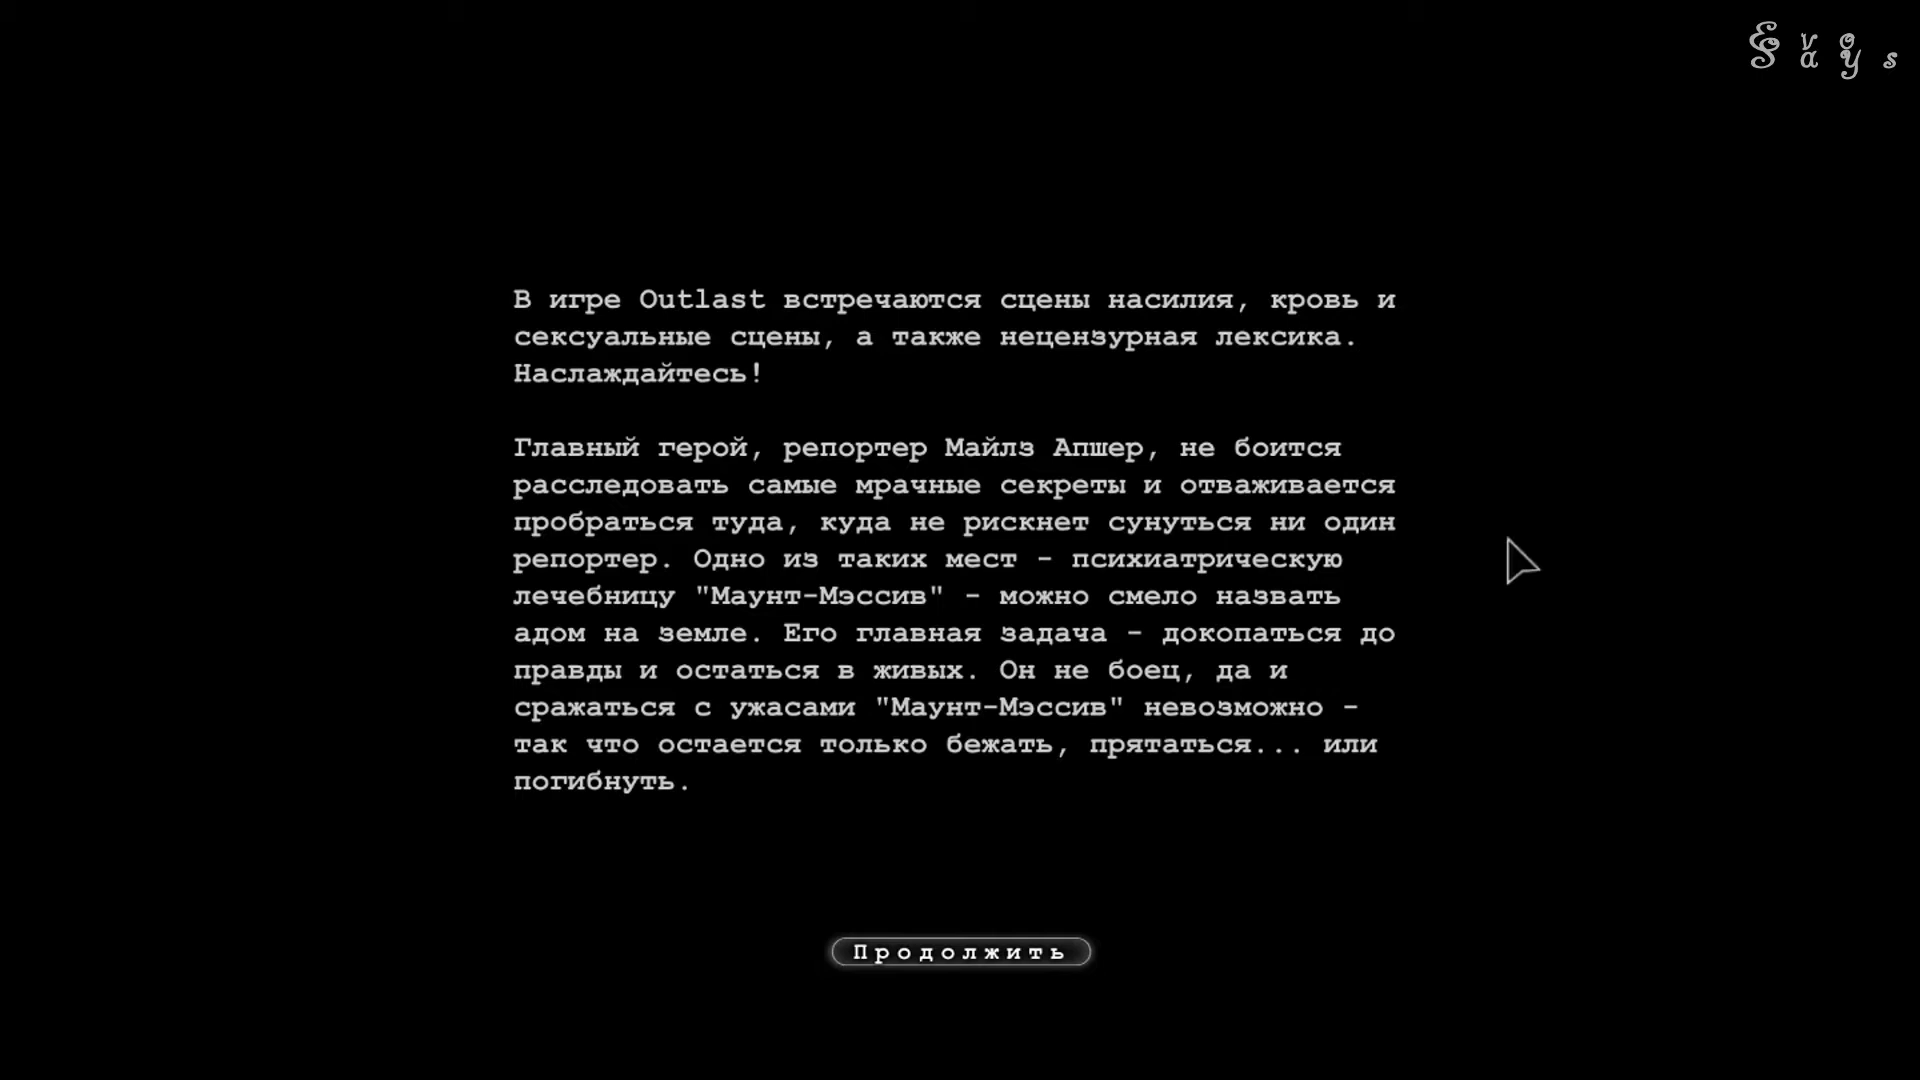 Evo
Says
В игре Outlast встречаются сцены насилия, кровь и
сексуальные сцены, а также нецензурная лексика.
Наслаждайтесь!
Главный герой, репортер Майлз Апшер, не боится
расследовать самые мрачные секреты и отваживается
пробраться туда, куда не рискнет сунуться ни один
репортер. Одно из таких мест - психиатрическую
лечебницу "Маунт-Мэссив" - можно смело назвать
адом на земле. Его главная задача - докопаться до
правды и остаться в живых. Он не боец, да и
сражаться с ужасами "Маунт-Мэссив" невозможно -
так что остается только бежать, прятаться... или
погибнуть.
Продолжить